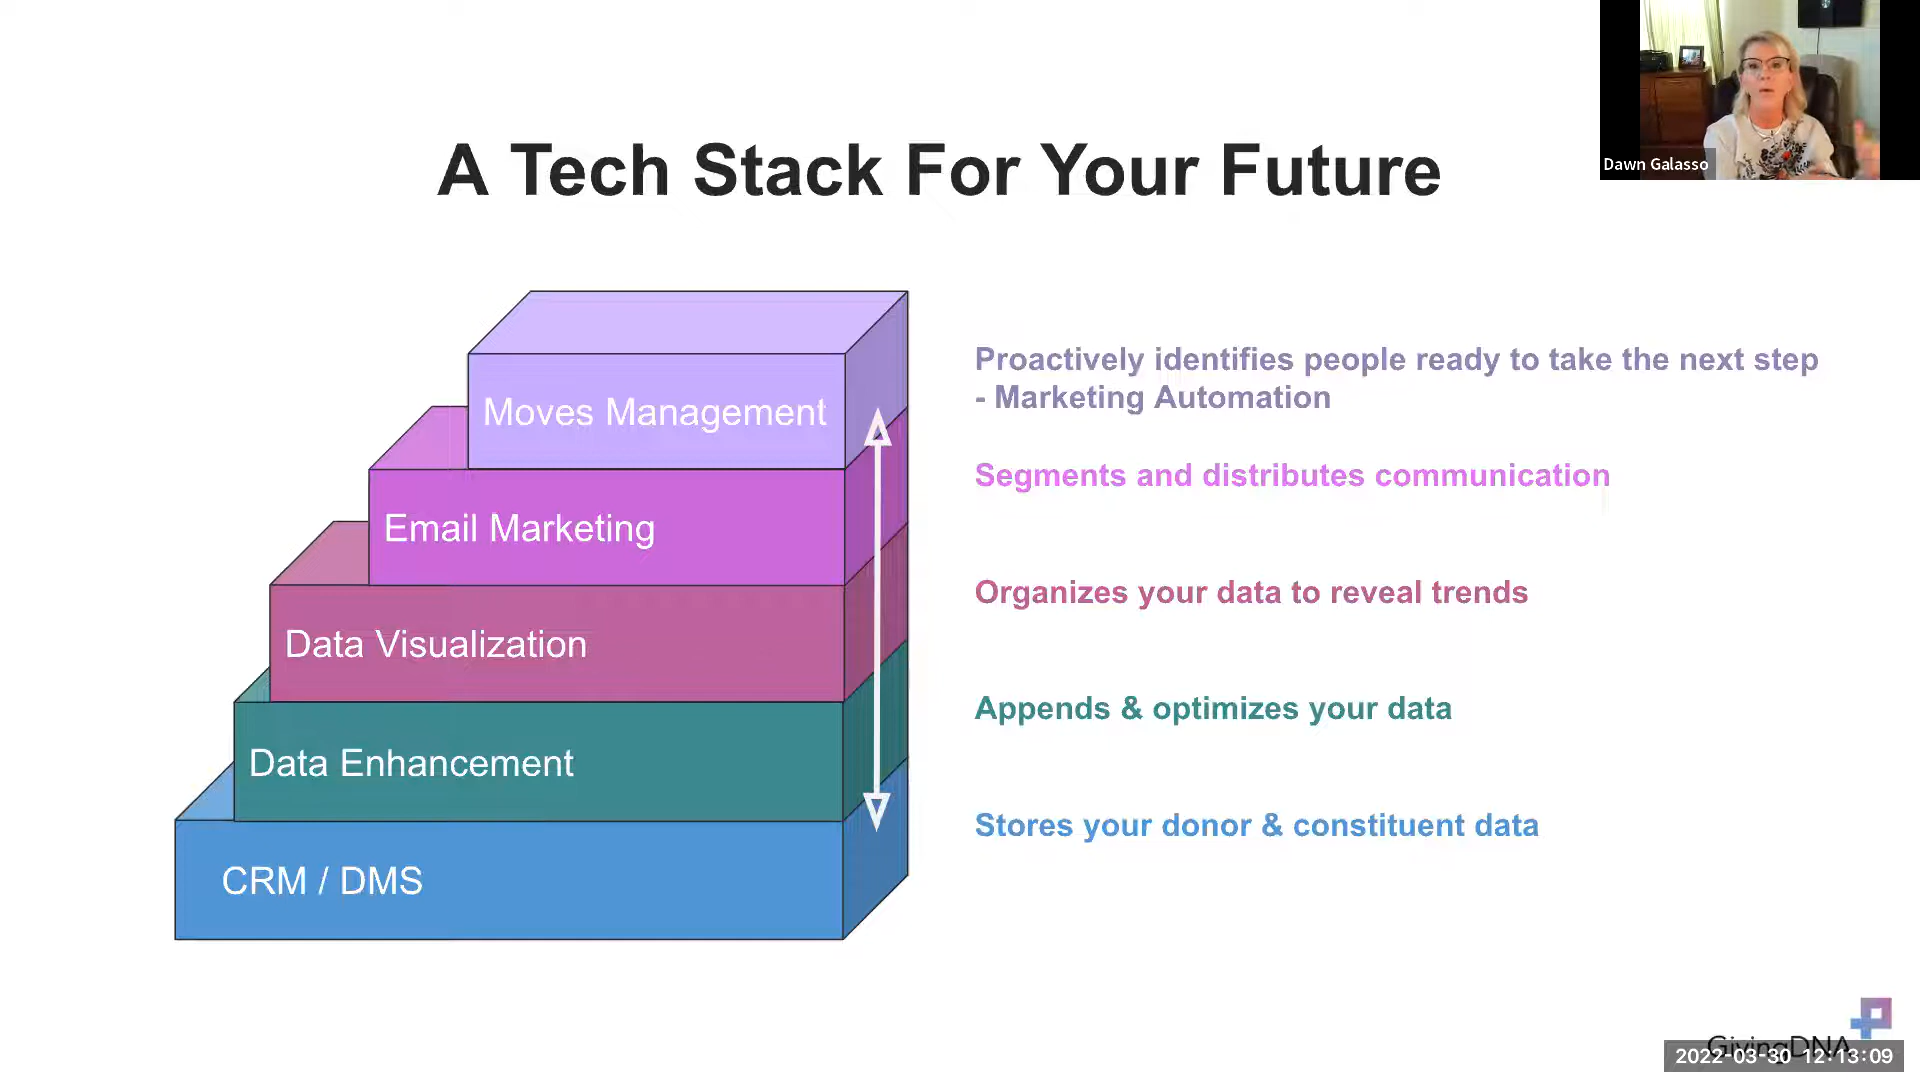 Dawn Galasso
A Tech Stack For Your Future
Moves Management
Proactively identifies people ready to take the next step
- Marketing Automation
Email Marketing
Segments and distributes communication
Data Visualization
Organizes your data to reveal trends
Data Enhancement
Appends & optimizes your data
CRM / DMS
Stores your donor & constituent data
GivingDNA
2022-03-30 12:13:09